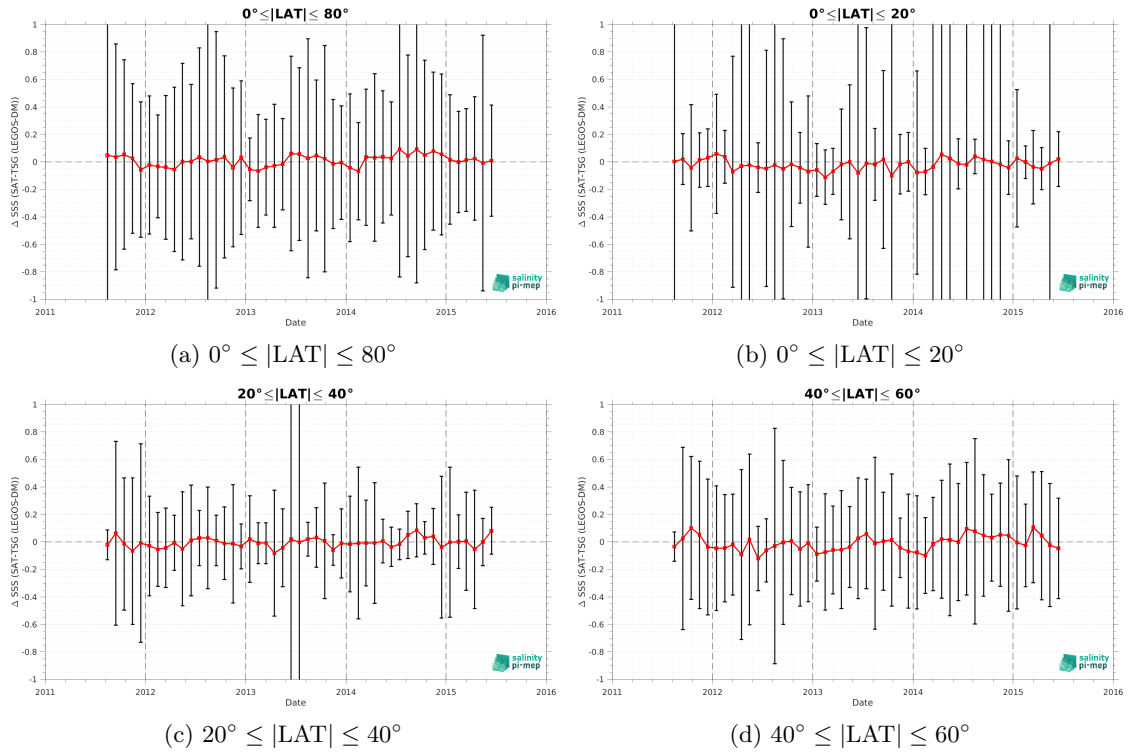 0°≤|LAT|≤ 80°
Δ SSS (SAT-TSG (LEGOS-DM))
1
0.8
0.6
0.4
0.2
0
-0.2
-0.4
-0.6
-0.8
-1
2011 2012 2013 2014 2015 2016
Date
salinity
pi-mep
(a) 0° ≤ |LAT| ≤ 80°
0°≤|LAT|≤ 20°
Δ SSS (SAT-TSG (LEGOS-DM))
1
0.8
0.6
0.4
0.2
0
-0.2
-0.4
-0.6
-0.8
-1
2011 2012 2013 2014 2015 2016
Date
salinity
pi-mep
(b) 0° ≤ |LAT| ≤ 20°
20°≤|LAT|≤ 40°
Δ SSS (SAT-TSG (LEGOS-DM))
1
0.8
0.6
0.4
0.2
0
-0.2
-0.4
-0.6
-0.8
-1
2011 2012 2013 2014 2015 2016
Date
salinity
pi-mep
(c) 20° ≤ |LAT| ≤ 40°
40°≤|LAT|≤ 60°
Δ SSS (SAT-TSG (LEGOS-DM))
1
0.8
0.6
0.4
0.2
0
-0.2
-0.4
-0.6
-0.8
-1
2011 2012 2013 2014 2015 2016
Date
salinity
pi-mep
(d) 40° ≤ |LAT| ≤ 60°